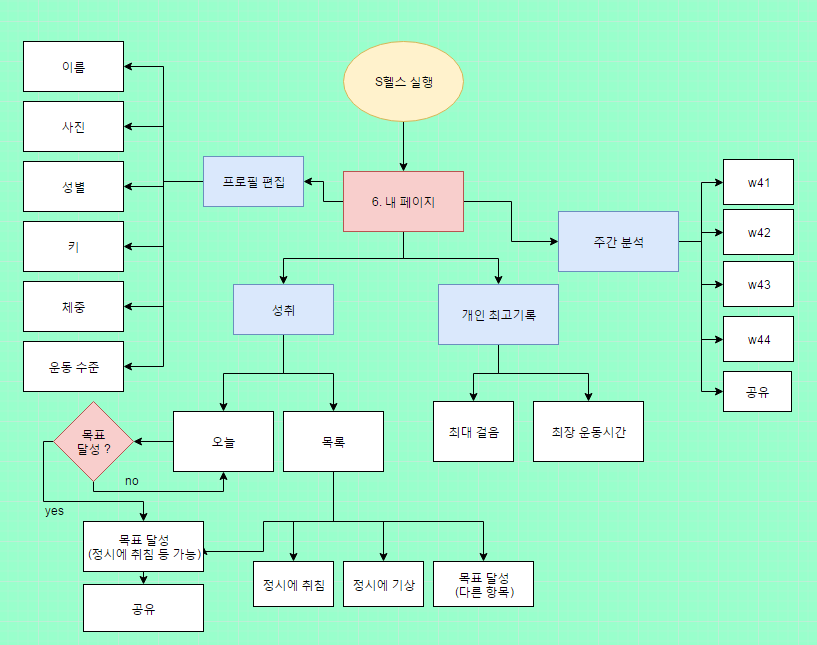 S헬스 실행
이름
사진
성별
키
체중
운동 수준
프로필 편집
6. 내 페이지
주간 분석
w41
w42
w43
w44
공유
성취
개인 최고기록
목표
달성 ?
오늘
목록
최대 걸음
최장 운동시간
no
yes
목표 달성
(정시에 취침 등 가능)
정시에 취침
정시에 기상
목표 달성
(다른 항목)
공유